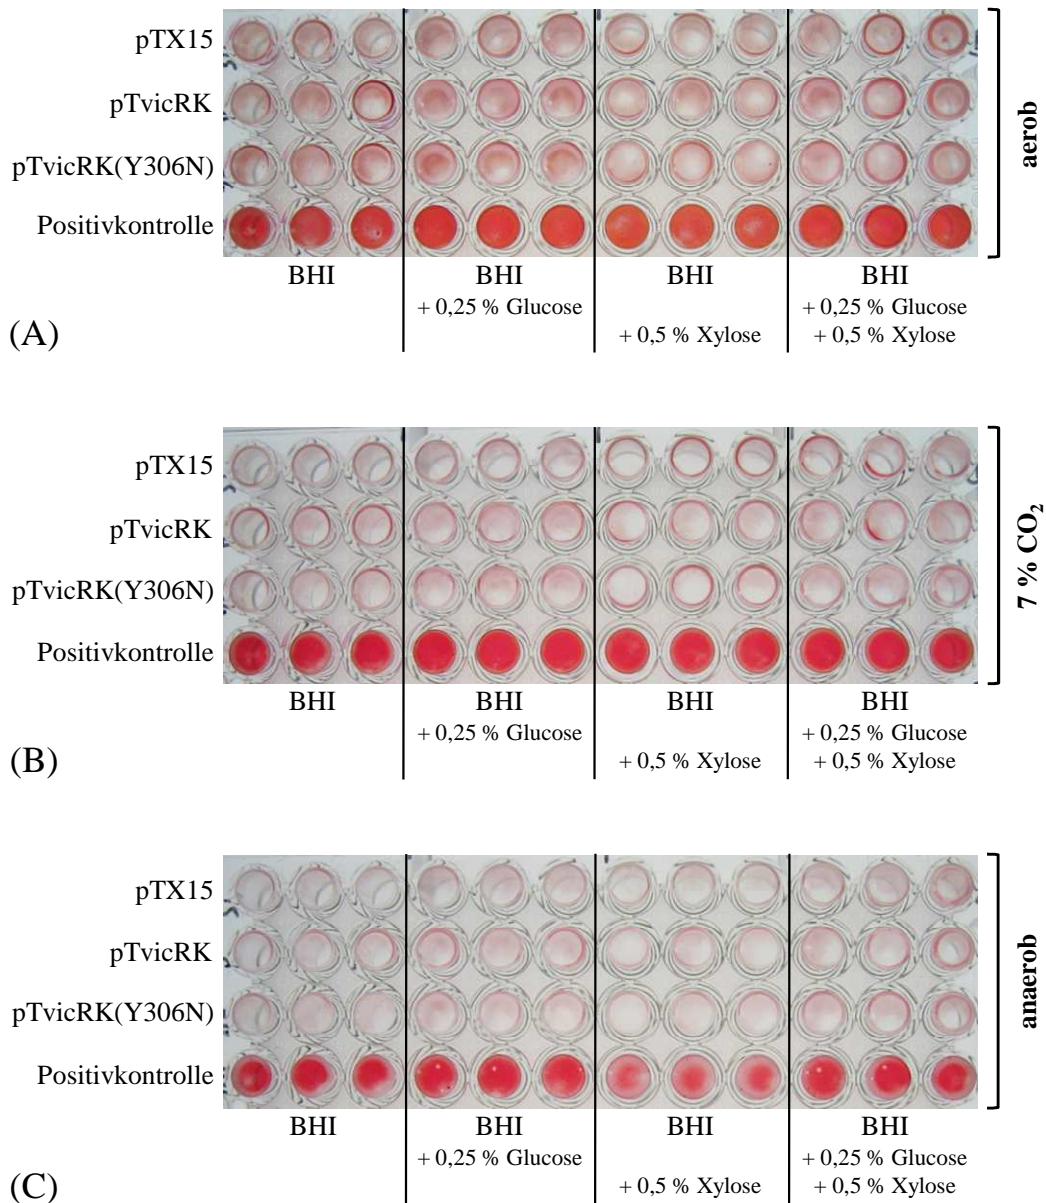 pTX15
pTvicRK
pTvicRK(Y306N)
Positivkontrolle
aerob
BHI BHI BHI BHI
+ 0,25 % Glucose + 0,25 % Glucose
+ 0,5 % Xylose + 0,5 % Xylose
(A)
pTX15
pTvicRK
pTvicRK(Y306N)
Positivkontrolle
7 % CO₂
BHI BHI BHI BHI
+ 0,25 % Glucose + 0,25 % Glucose
+ 0,5 % Xylose + 0,5 % Xylose
(B)
pTX15
pTvicRK
pTvicRK(Y306N)
Positivkontrolle
anaerob
BHI BHI BHI BHI
+ 0,25 % Glucose + 0,25 % Glucose
+ 0,5 % Xylose + 0,5 % Xylose
(C)